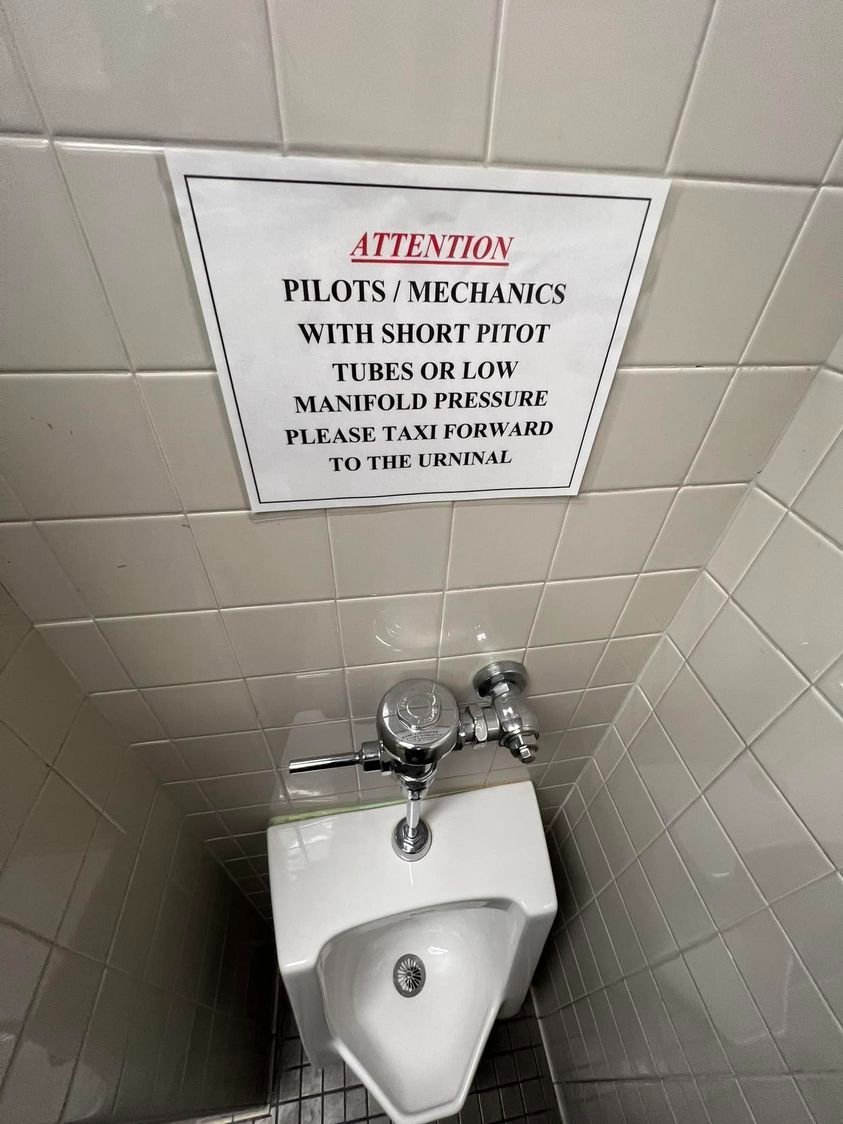 ATTENTION
PILOTS / MECHANICS
WITH SHORT PITOT
TUBES OR LOW
MANIFOLD PRESSURE
PLEASE TAXI FORWARD
TO THE URNINAL